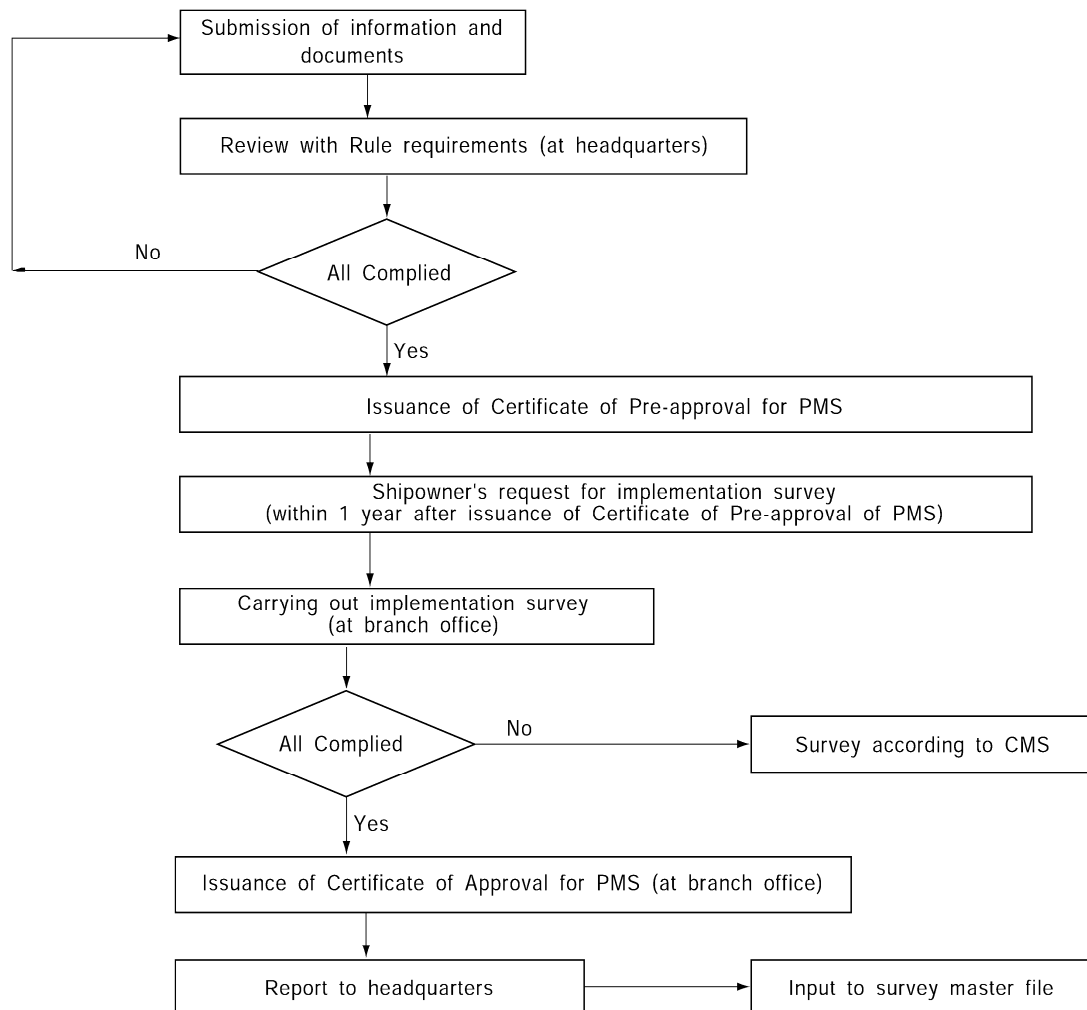 Submission of information and
documents
Review with Rule requirements (at headquarters)
No
All Complied
Yes
Issuance of Certificate of Pre-approval for PMS
Shipowner's request for implementation survey
(within 1 year after issuance of Certificate of Pre-approval of PMS)
Carrying out implementation survey
(at branch office)
All Complied
No
Survey according to CMS
Yes
Issuance of Certificate of Approval for PMS (at branch office)
Report to headquarters
Input to survey master file